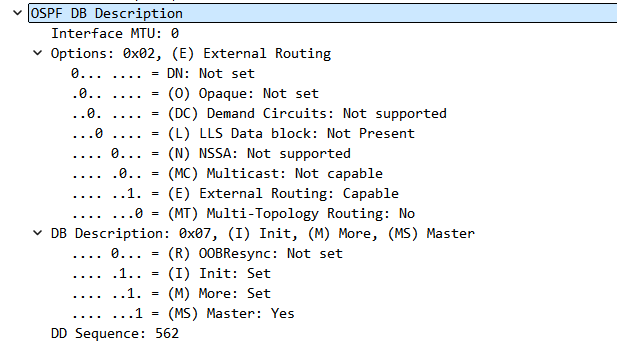 OSPF DB Description
Interface MTU: 0
Options: 0x02, (E) External Routing
0... .... = DN: Not set
.0.. .... = (O) Opaque: Not set
..0. .... = (DC) Demand Circuits: Not supported
...0 .... = (L) LLS Data block: Not Present
.... 0... = (N) NSSA: Not supported
.... .0.. = (MC) Multicast: Not capable
.... ..1. = (E) External Routing: Capable
.... ...0 = (MT) Multi-Topology Routing: No
DB Description: 0x07, (I) Init, (M) More, (MS) Master
.... 0... = (R) OOBResync: Not set
.... .1.. = (I) Init: Set
.... ..1. = (M) More: Set
.... ...1 = (MS) Master: Yes
DD Sequence: 562